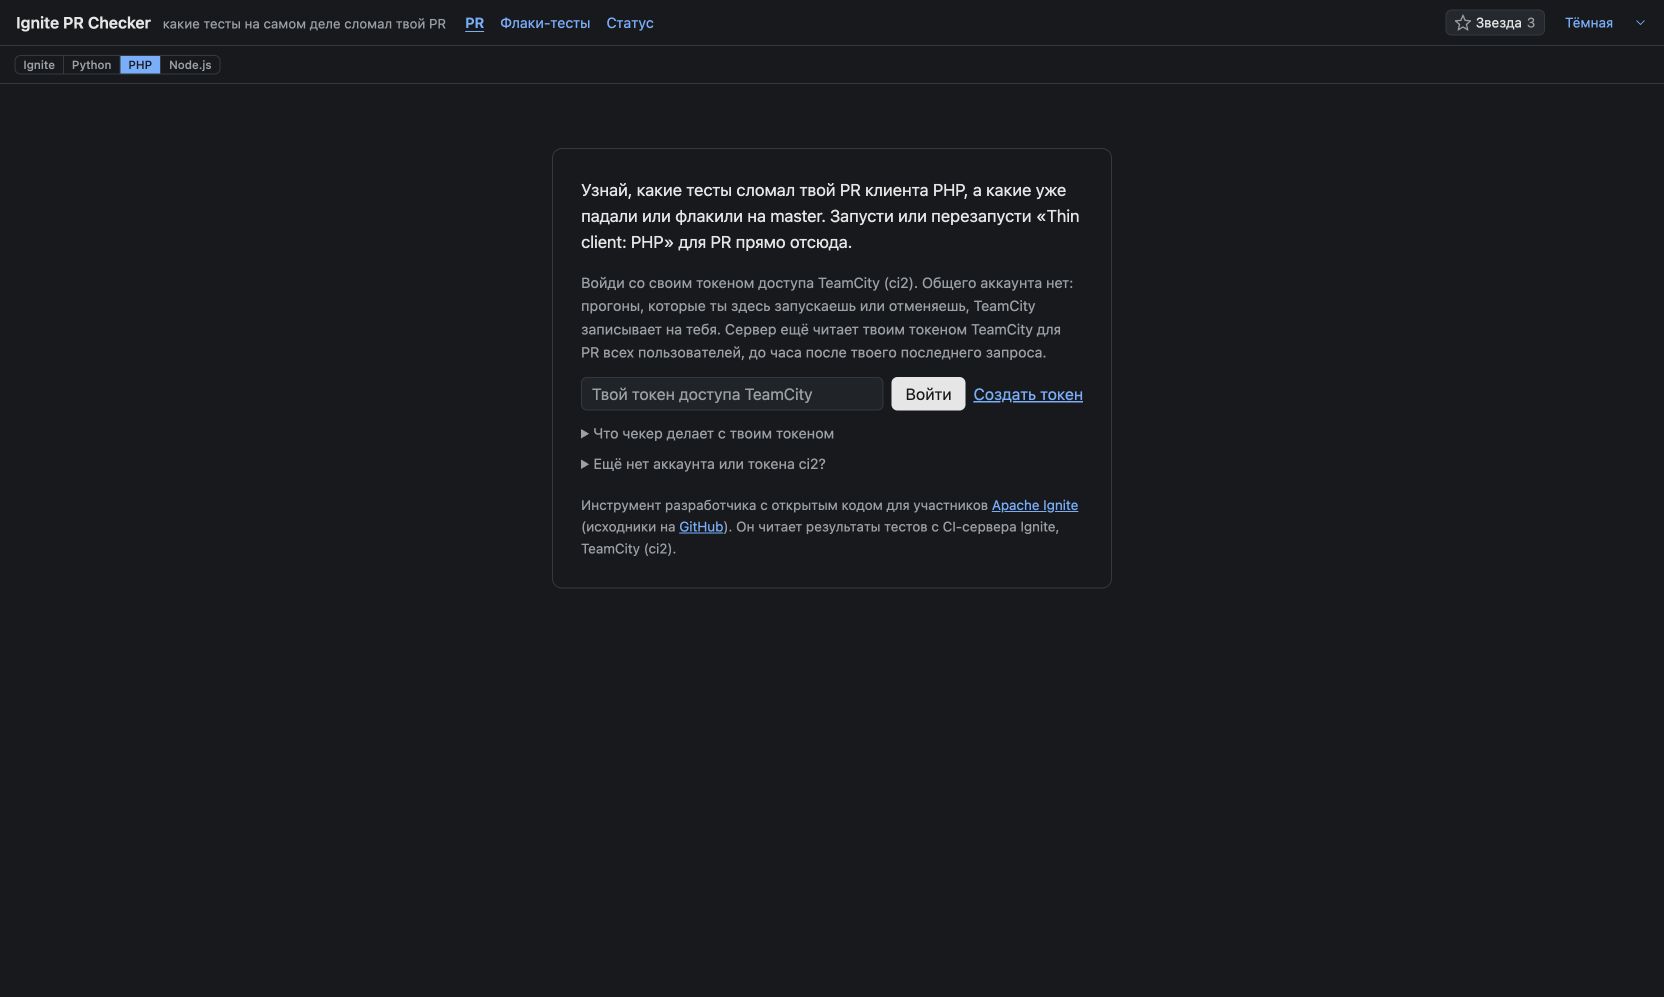 Ignite PR Checker какие тесты на самом деле сломал твой PR PR Флаки-тесты Статус Звезда 3 Тёмная
Ignite Python PHP Node.js
Узнай, какие тесты сломал твой PR клиента PHP, а какие уже
падали или флакили на master. Запусти или перезапусти «Thin
client: PHP» для PR прямо отсюда.
Войди со своим токеном доступа TeamCity (ci2). Общего аккаунта нет:
прогоны, которые ты здесь запускаешь или отменяешь, TeamCity
записывает на тебя. Сервер ещё читает твоим токеном TeamCity для
PR всех пользователей, до часа после твоего последнего запроса.
Твой токен доступа TeamCity Войти Создать токен
Что чекер делает с твоим токеном
Ещё нет аккаунта или токена ci2?
Инструмент разработчика с открытым кодом для участников Apache Ignite
(исходники на GitHub). Он читает результаты тестов с CI-сервера Ignite,
TeamCity (ci2).